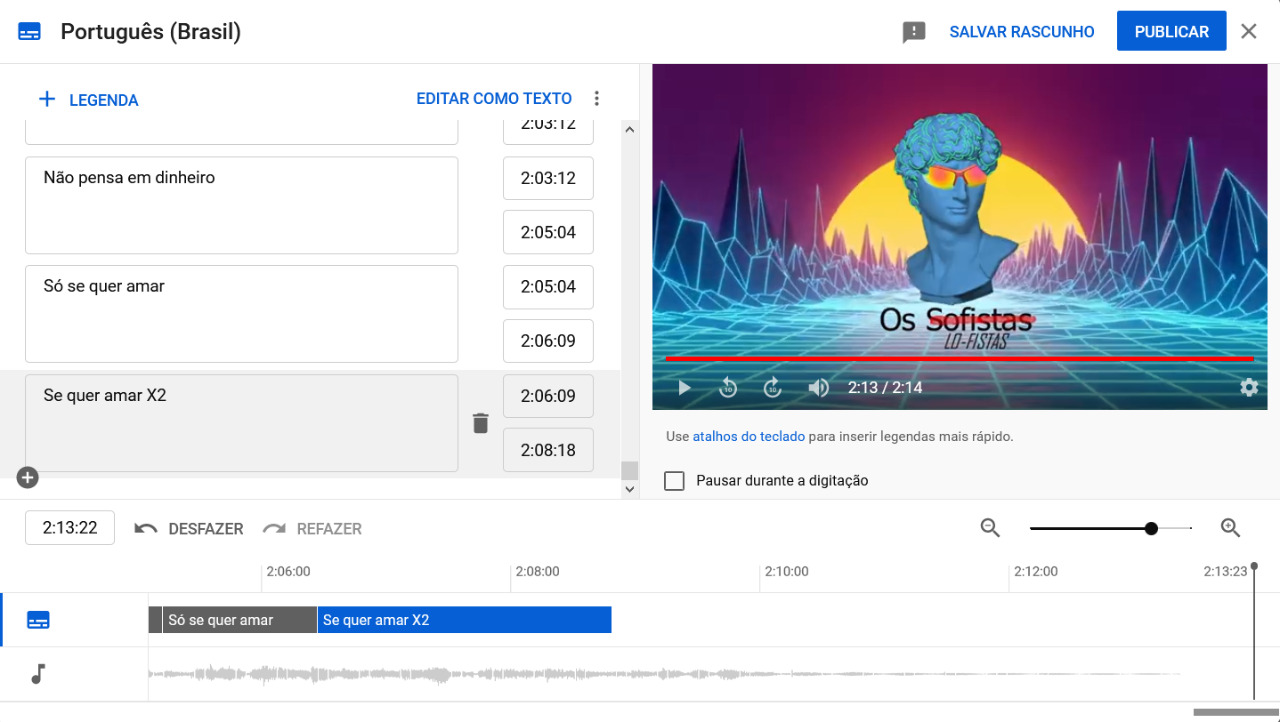 Português (Brasil)
SALVAR RASCUNHO
PUBLICAR
LEGENDA
EDITAR COMO TEXTO
2:03:12
Não pensa em dinheiro
2:03:12
2:05:04
Só se quer amar
2:05:04
2:06:09
Se quer amar X2
2:06:09
2:08:18
Os Sofistas
LO-FISTAS
10
10
2:13 / 2:14
Use atalhos do teclado para inserir legendas mais rápido.
Pausar durante a digitação
2:13:22
DESFAZER
REFAZER
2:06:00
2:08:00
2:10:00
2:12:00
2:13:23
Só se quer amar
Se quer amar X2